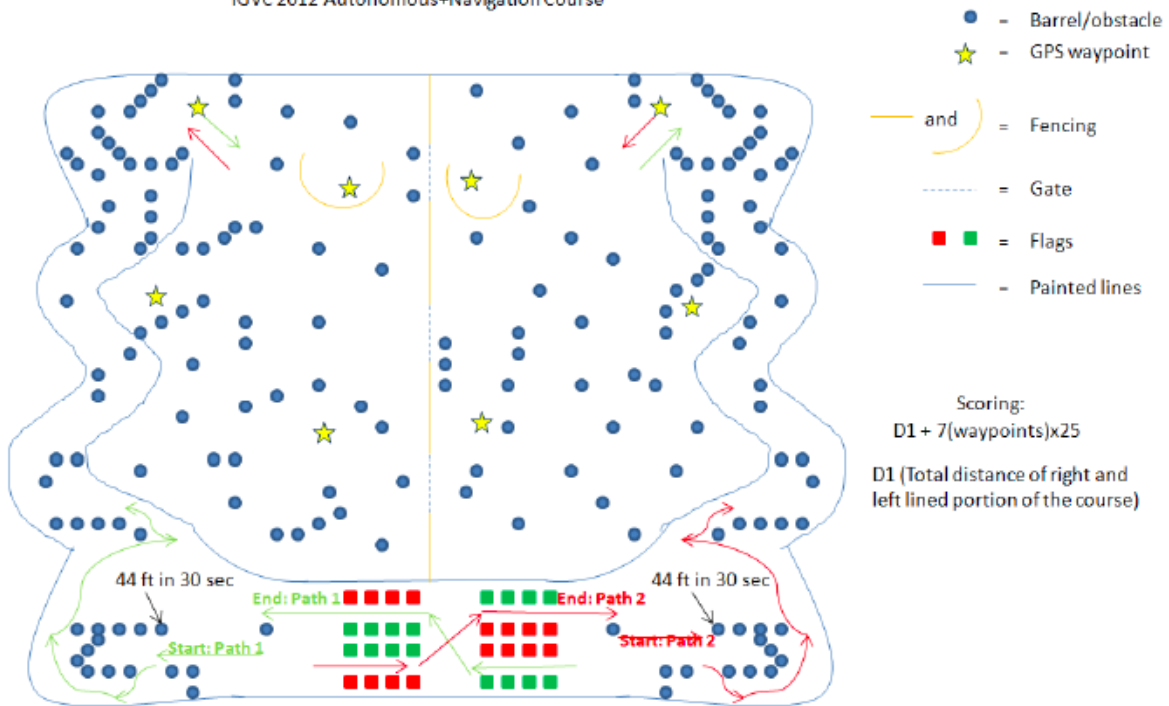 IGVC 2012 Autonomous+Navigation Course
= Barrel/obstacle
= GPS waypoint
and = Fencing
= Gate
= Flags
= Painted lines
Scoring:
D1 + 7(waypoints)x25
D1 (Total distance of right and
left lined portion of the course)
44 ft in 30 sec
44 ft in 30 sec
End: Path 1
End: Path 2
Start: Path 1
Start: Path 2